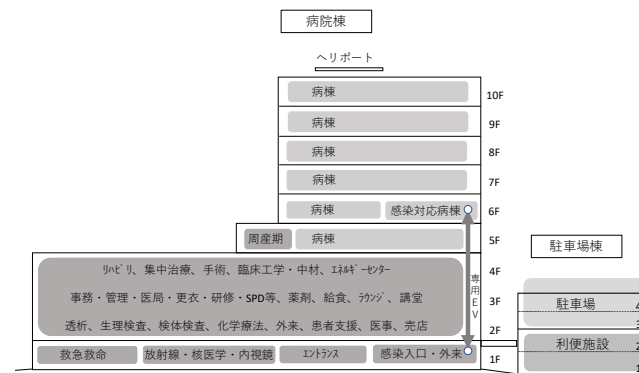 病院棟
ヘリポート
病棟
10F
病棟
9F
病棟
8F
病棟
7F
病棟
感染対応病棟
6F
周産期
病棟
5F
駐車場棟
ﾘﾊﾋﾞﾘ、集中治療、手術、臨床工学・中材、ｴﾈﾙｷﾞｰｾﾝﾀｰ
4F
事務・管理・医局・更衣・研修・SPD等、薬剤、給食、ﾗｳﾝｼﾞ、講堂
3F
専用EV
駐車場
4
3
透析、生理検査、検体検査、化学療法、外来、患者支援、医事、売店
2F
利便施設
2
救急救命
放射線・核医学・内視鏡
ｴﾝﾄﾗﾝｽ
感染入口・外来
1F
1